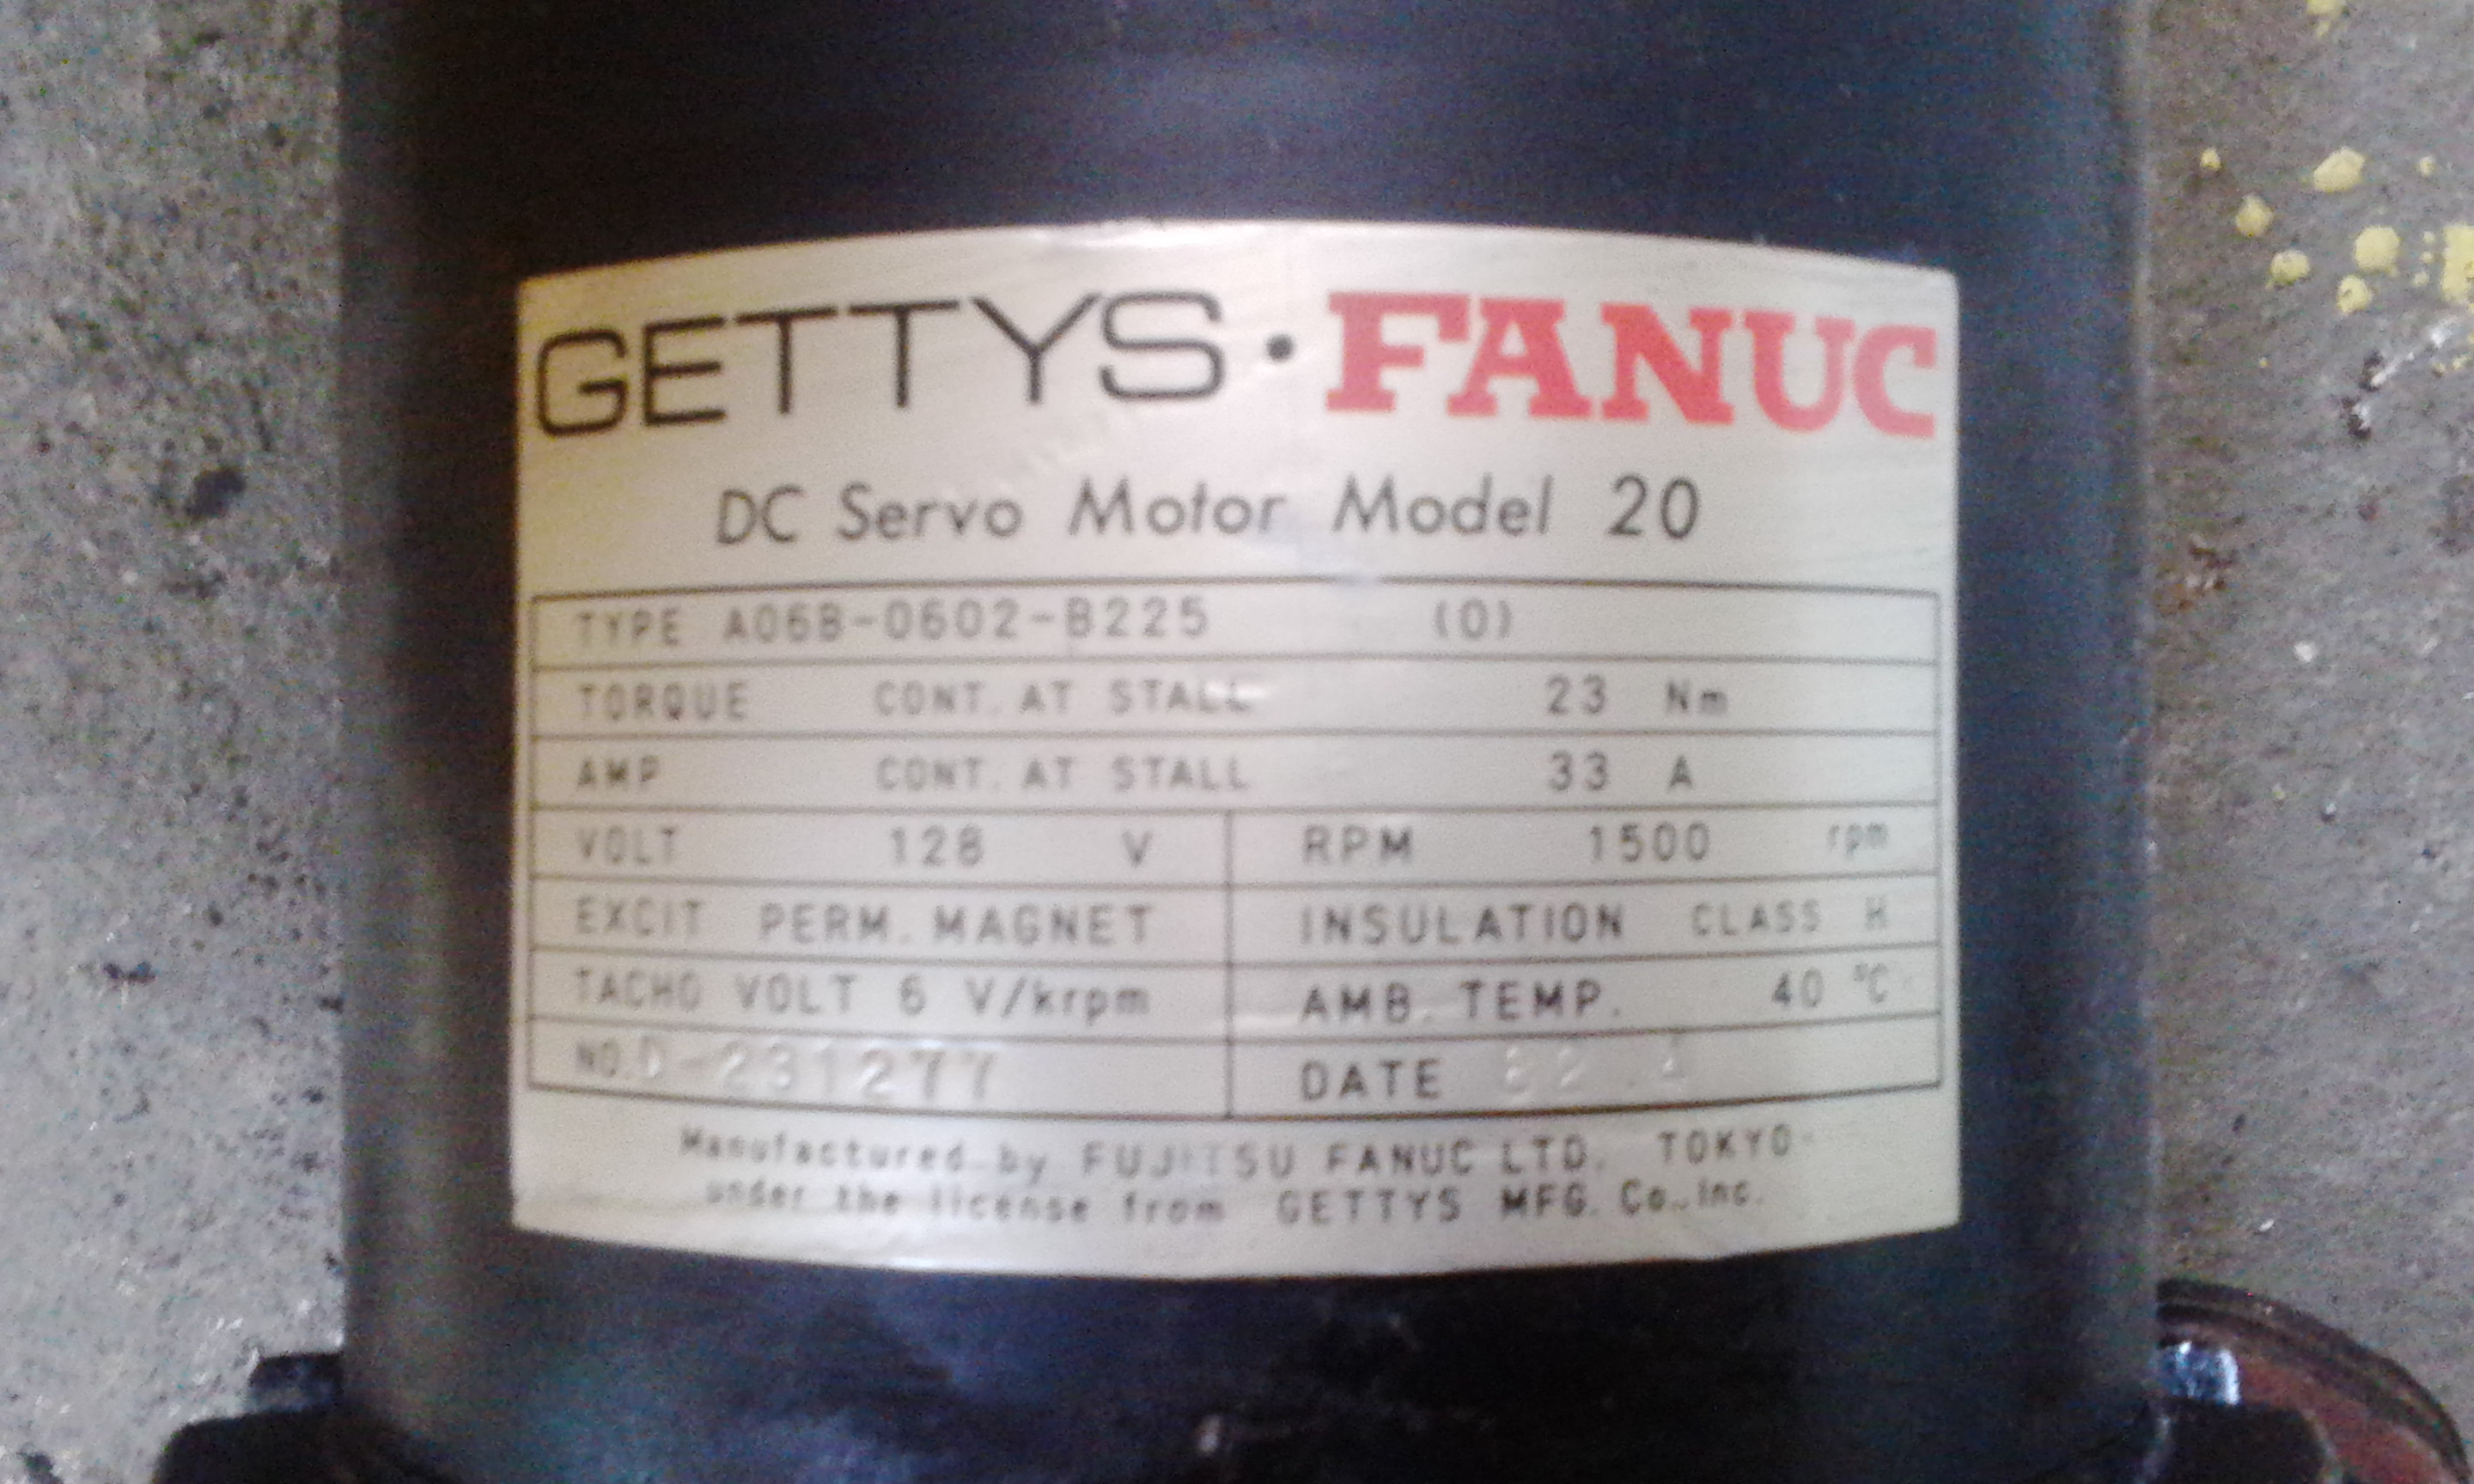 GETTYS · FANUC
DC Servo Motor Model 20
TYPE A06B-0602-B225 (0)
TORQUE CONT. AT STALL 23 Nm
AMP CONT. AT STALL 33 A
VOLT 128 V RPM 1500 rpm
EXCIT PERM. MAGNET INSULATION CLASS H
TACHO VOLT 6 V/krpm AMB. TEMP. 40 °C
NO. D-231277 DATE
Manufactured by FUJITSU FANUC LTD. TOKYO
under the license from GETTYS MFG. Co., Inc.